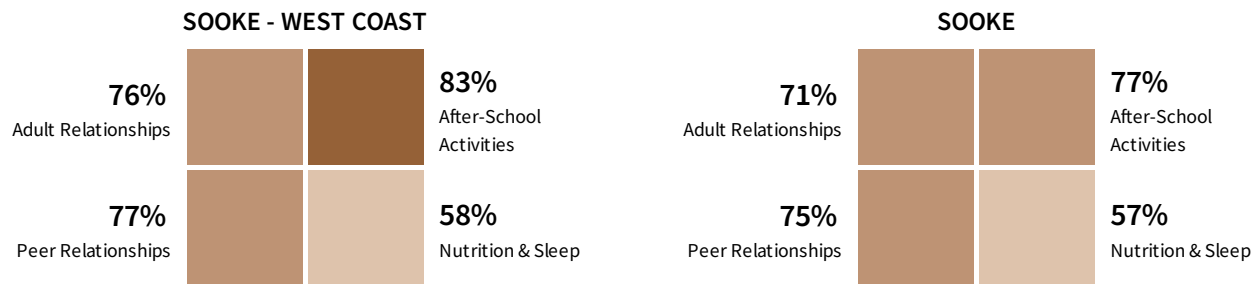 SOOKE - WEST COAST
76%
Adult Relationships
83%
After-School
Activities
77%
Peer Relationships
58%
Nutrition & Sleep
SOOKE
71%
Adult Relationships
77%
After-School
Activities
75%
Peer Relationships
57%
Nutrition & Sleep